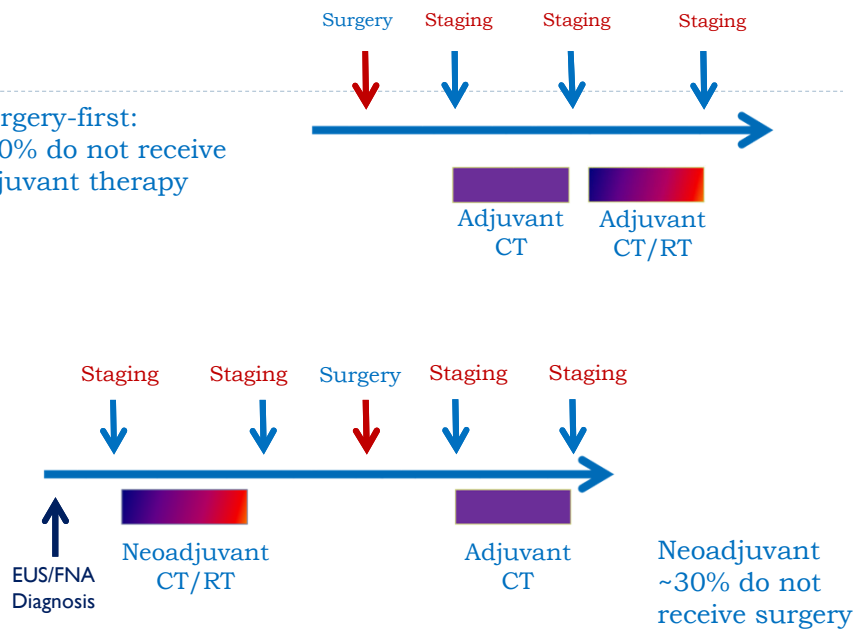 Surgery Staging Staging Staging
rgery-first:
0% do not receive
juvant therapy
Adjuvant CT
Adjuvant CT/RT
Staging Staging Surgery Staging Staging
EUS/FNA
Diagnosis
Neoadjuvant
CT/RT
Adjuvant
CT
Neoadjuvant
~30% do not
receive surgery